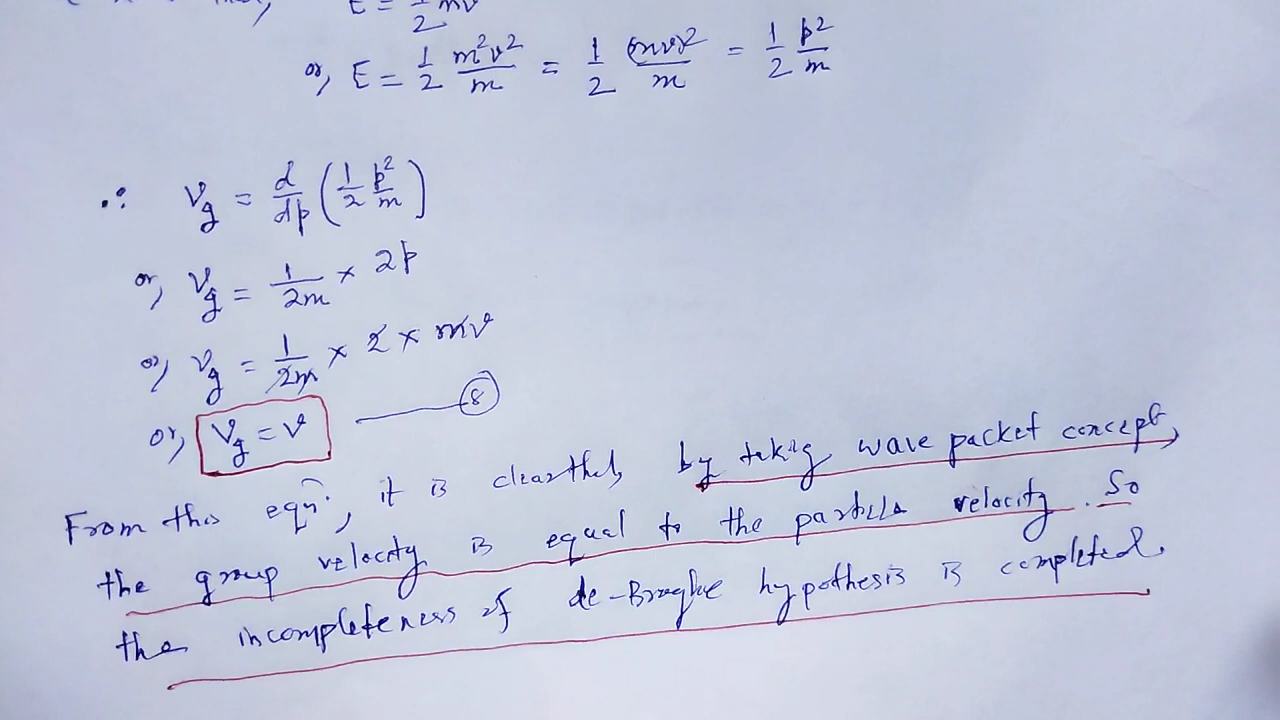 E = 1/2 mv
or, E = 1/2 m²v²/m = 1/2 (mv)²/m = 1/2 p²/m
∴ Vg = d/dp (1/2 p²/m)
or, Vg = 1/2m × 2p
or, Vg = 1/2m × 2 × mv
or, Vg = v ——— 8
From this eqn., it is clear that, by taking wave packet concept,
the group velocity is equal to the particle velocity. So
the incompleteness of de-Broglie hypothesis is completed.